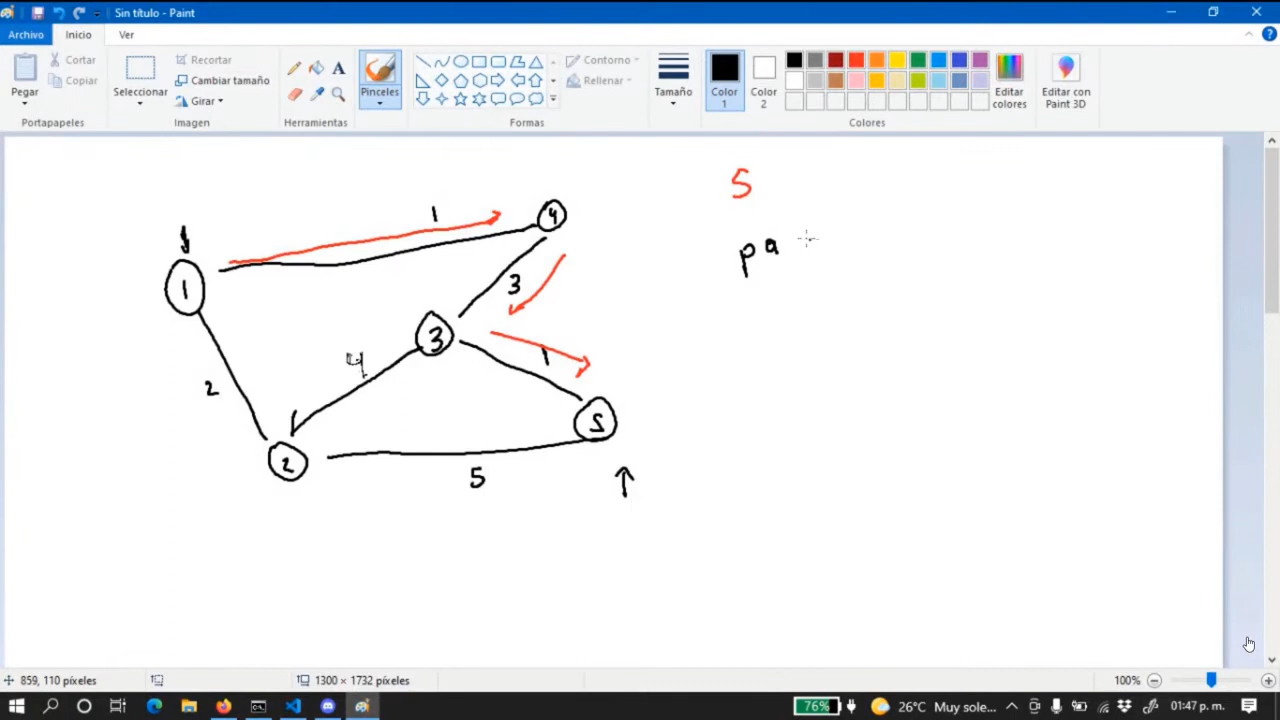 Sin título - Paint
Archivo Inicio Ver
Pegar
Cortar
Copiar
Portapapeles
Seleccionar
Recortar
Cambiar tamaño
Girar
Imagen
A
Herramientas
Pinceles
Contorno
Rellenar
Formas
Tamaño
Color 1
Color 2
Editar colores
Editar con Paint 3D
Colores
5
pa
1
4
1
3
3
1
4
2
5
2
5
859, 110 píxeles
1300 × 1732 píxeles
100%
76%
26°C Muy sole...
01:47 p. m.